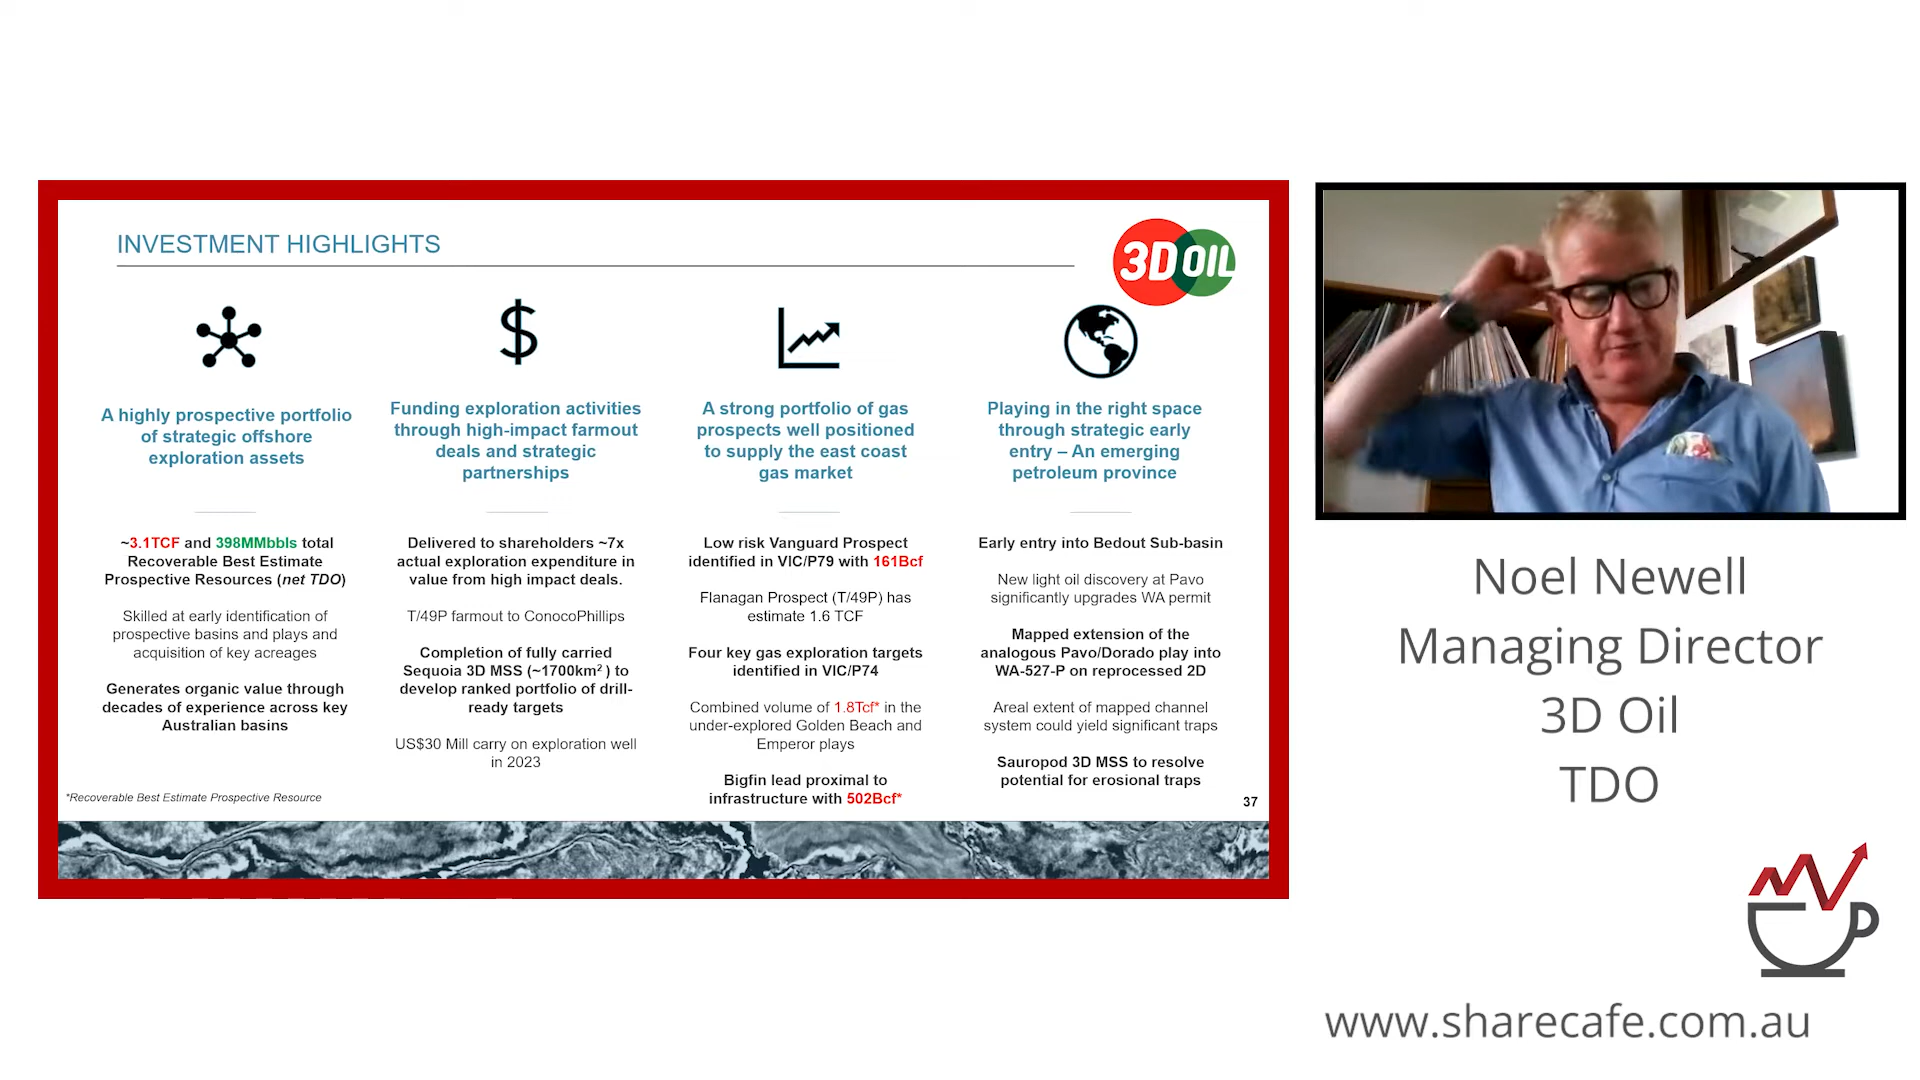 INVESTMENT HIGHLIGHTS
3D OIL
$
A highly prospective portfolio
of strategic offshore
exploration assets
~3.1TCF and 398MMbbls total
Recoverable Best Estimate
Prospective Resources (net TDO)
Skilled at early identification of
prospective basins and plays and
acquisition of key acreages
Generates organic value through
decades of experience across key
Australian basins
*Recoverable Best Estimate Prospective Resource
Funding exploration activities
through high-impact farmout
deals and strategic
partnerships
Delivered to shareholders ~7x
actual exploration expenditure in
value from high impact deals.
T/49P farmout to ConocoPhillips
Completion of fully carried
Sequoia 3D MSS (~1700km² ) to
develop ranked portfolio of drill-
ready targets
US$30 Mill carry on exploration well
in 2023
A strong portfolio of gas
prospects well positioned
to supply the east coast
gas market
Low risk Vanguard Prospect
identified in VIC/P79 with 161Bcf
Flanagan Prospect (T/49P) has
estimate 1.6 TCF
Four key gas exploration targets
identified in VIC/P74
Combined volume of 1.8Tcf* in the
under-explored Golden Beach and
Emperor plays
Bigfin lead proximal to
infrastructure with 502Bcf*
Playing in the right space
through strategic early
entry – An emerging
petroleum province
Early entry into Bedout Sub-basin
New light oil discovery at Pavo
significantly upgrades WA permit
Mapped extension of the
analogous Pavo/Dorado play into
WA-527-P on reprocessed 2D
Areal extent of mapped channel
system could yield significant traps
Sauropod 3D MSS to resolve
potential for erosional traps
37
Noel Newell
Managing Director
3D Oil
TDO
www.sharecafe.com.au